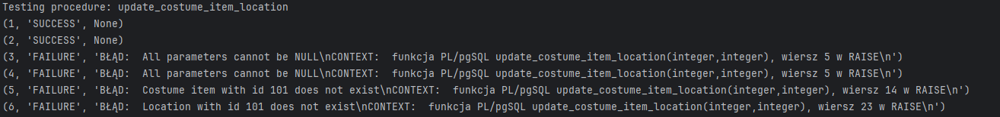 Testing procedure: update_costume_item_location
(1, 'SUCCESS', None)
(2, 'SUCCESS', None)
(3, 'FAILURE', 'BŁĄD:  All parameters cannot be NULL\nCONTEXT:  funkcja PL/pgSQL update_costume_item_location(integer,integer), wiersz 5 w RAISE\n')
(4, 'FAILURE', 'BŁĄD:  All parameters cannot be NULL\nCONTEXT:  funkcja PL/pgSQL update_costume_item_location(integer,integer), wiersz 5 w RAISE\n')
(5, 'FAILURE', 'BŁĄD:  Costume item with id 101 does not exist\nCONTEXT:  funkcja PL/pgSQL update_costume_item_location(integer,integer), wiersz 14 w RAISE\n')
(6, 'FAILURE', 'BŁĄD:  Location with id 101 does not exist\nCONTEXT:  funkcja PL/pgSQL update_costume_item_location(integer,integer), wiersz 23 w RAISE\n')